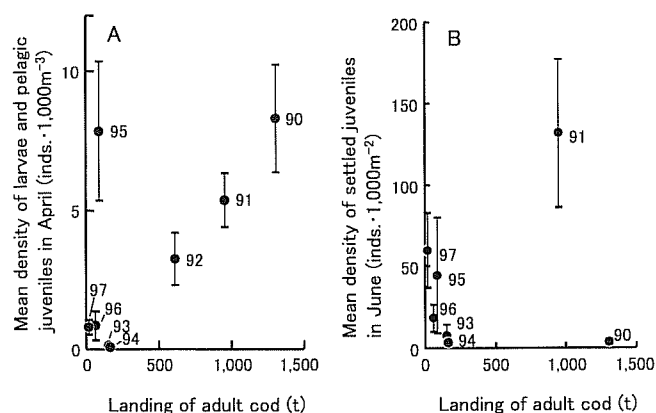 A
Mean density of larvae and pelagic
juveniles in April (inds.·1,000m⁻³)
10
5
0
95
90
91
92
97
96
93
94
0 500 1,000 1,500
Landing of adult cod (t)
B
Mean density of settled juveniles
in June (inds.·1,000m⁻²)
200
150
100
50
0
91
97
95
96
93
94
90
0 500 1,000 1,500
Landing of adult cod (t)